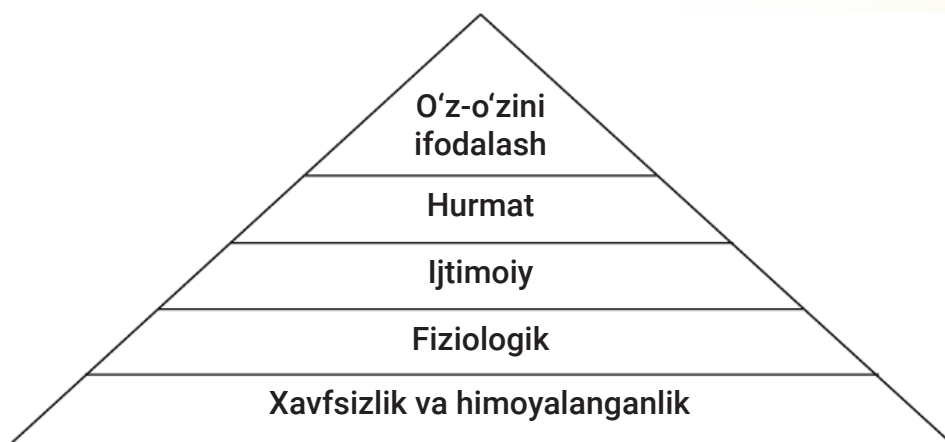 O‘z-o‘zini
ifodalash
Hurmat
Ijtimoiy
Fiziologik
Xavfsizlik va himoyalanganlik